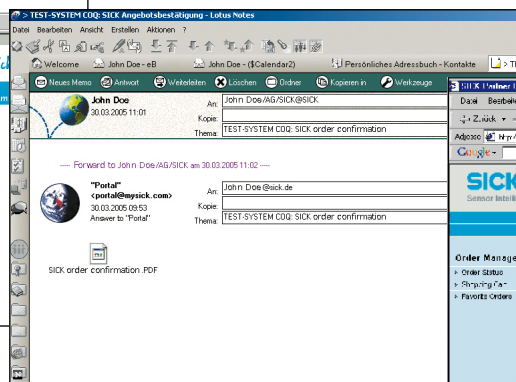 > TEST-SYSTEM COQ: SICK Angebotsbestätigung - Lotus Notes
Datei Bearbeiten Ansicht Erstellen Aktionen ?
Welcome John Doe - eB John Doe - ($Calendar2) Persönliches Adressbuch - Kontakte
Neues Memo Antwort Weiterleiten Löschen Ordner Kopieren in Werkzeuge
John Doe
30.03.2005 11:01
An: John Doe/AG/SICK@SICK
Kopie:
Thema: TEST-SYSTEM COQ: SICK order confirmation
---- Forward to John Doe/AG/SICK am 30.03.2005 11:02 ----
"Portal"
<portal@mysick.com>
30.03.2005 09:53
Answer to "Portal"
An: John Doe@sick.de
Kopie:
Thema: TEST-SYSTEM COQ: SICK order confirmation
SICK order confirmation .PDF
SICK Partner
Datei Bearbeite
Zurück
Google
SICK
Sensor Intelli
Order Manage
Order Status
Shopping Cart
Favorite Orders